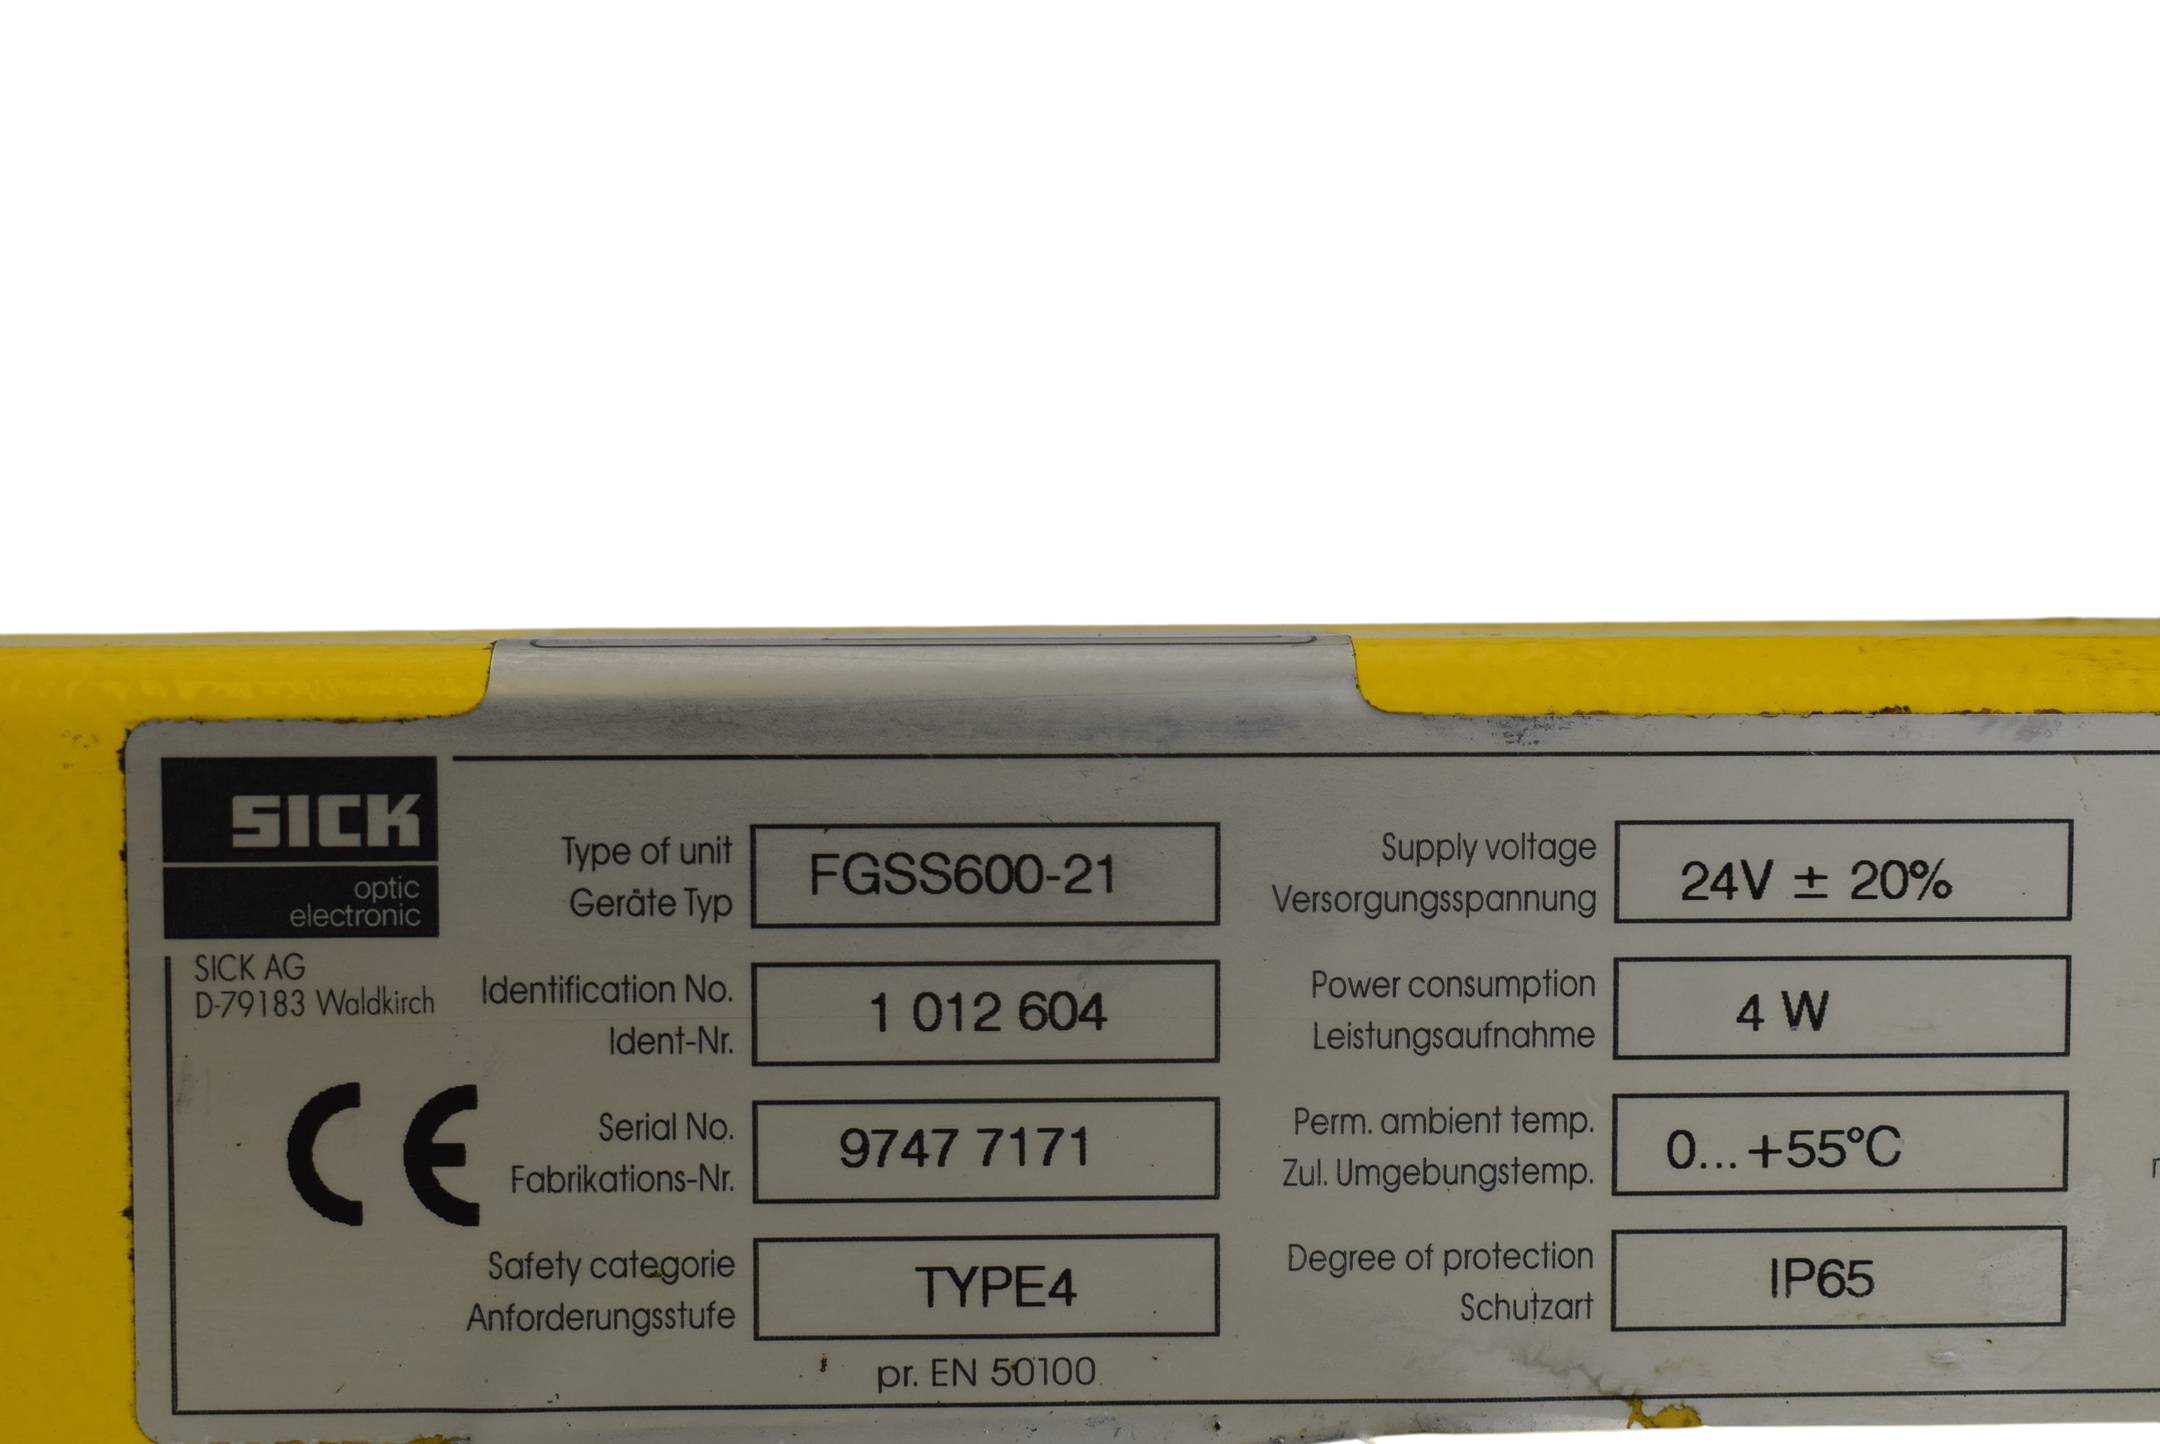 SICK
optic
electronic
SICK AG
D-79183 Waldkirch
CE
Type of unit
Geräte Typ
FGSS600-21
Identification No.
Ident-Nr.
1 012 604
Serial No.
Fabrikations-Nr.
9747 7171
Safety categorie
Anforderungsstufe
TYPE4
pr. EN 50100
Supply voltage
Versorgungsspannung
24V ± 20%
Power consumption
Leistungsaufnahme
4 W
Perm. ambient temp.
Zul. Umgebungstemp.
0...+55°C
Degree of protection
Schutzart
IP65